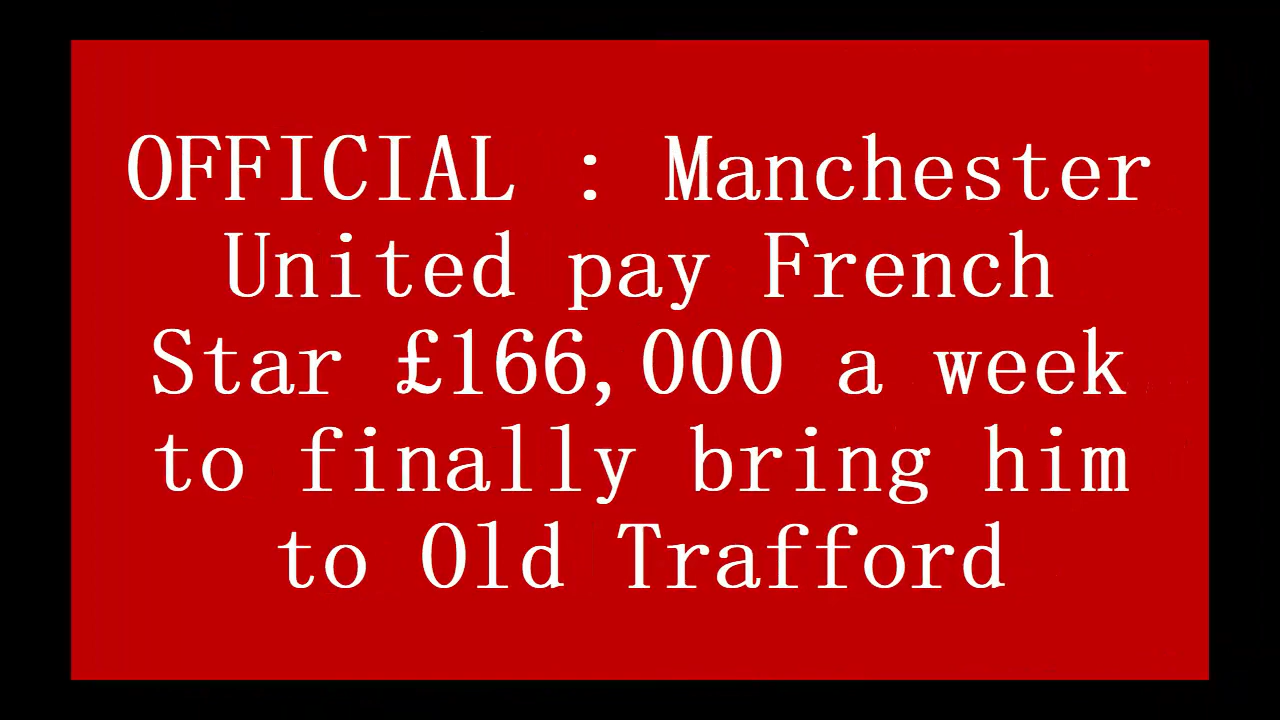 OFFICIAL : Manchester
United pay French
Star £166,000 a week
to finally bring him
to Old Trafford